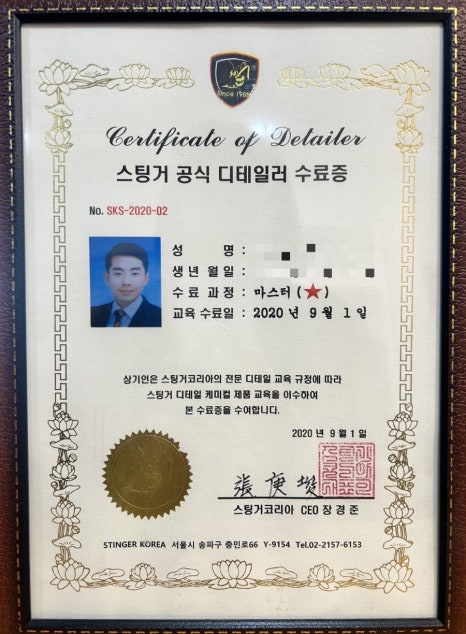 Since 1988
Certificate of Detailer
스팅거 공식 디테일러 수료증
No. SKS-2020-02
성 명 :
생 년 월 일 :
수 료 과 정 : 마스터 (★)
교육 수료일 : 2020 년 9 월 1 일
상기인은 스팅거코리아의 전문 디테일 교육 규정에 따라
스팅거 디테일 케미컬 제품 교육을 이수하여
본 수료증을 수여합니다.
2020 년 9 월 1 일
스팅거코리아 CEO 장 경 준
STINGER KOREA 서울시 송파구 충민로66 Y-9154 Tel.02-2157-6153